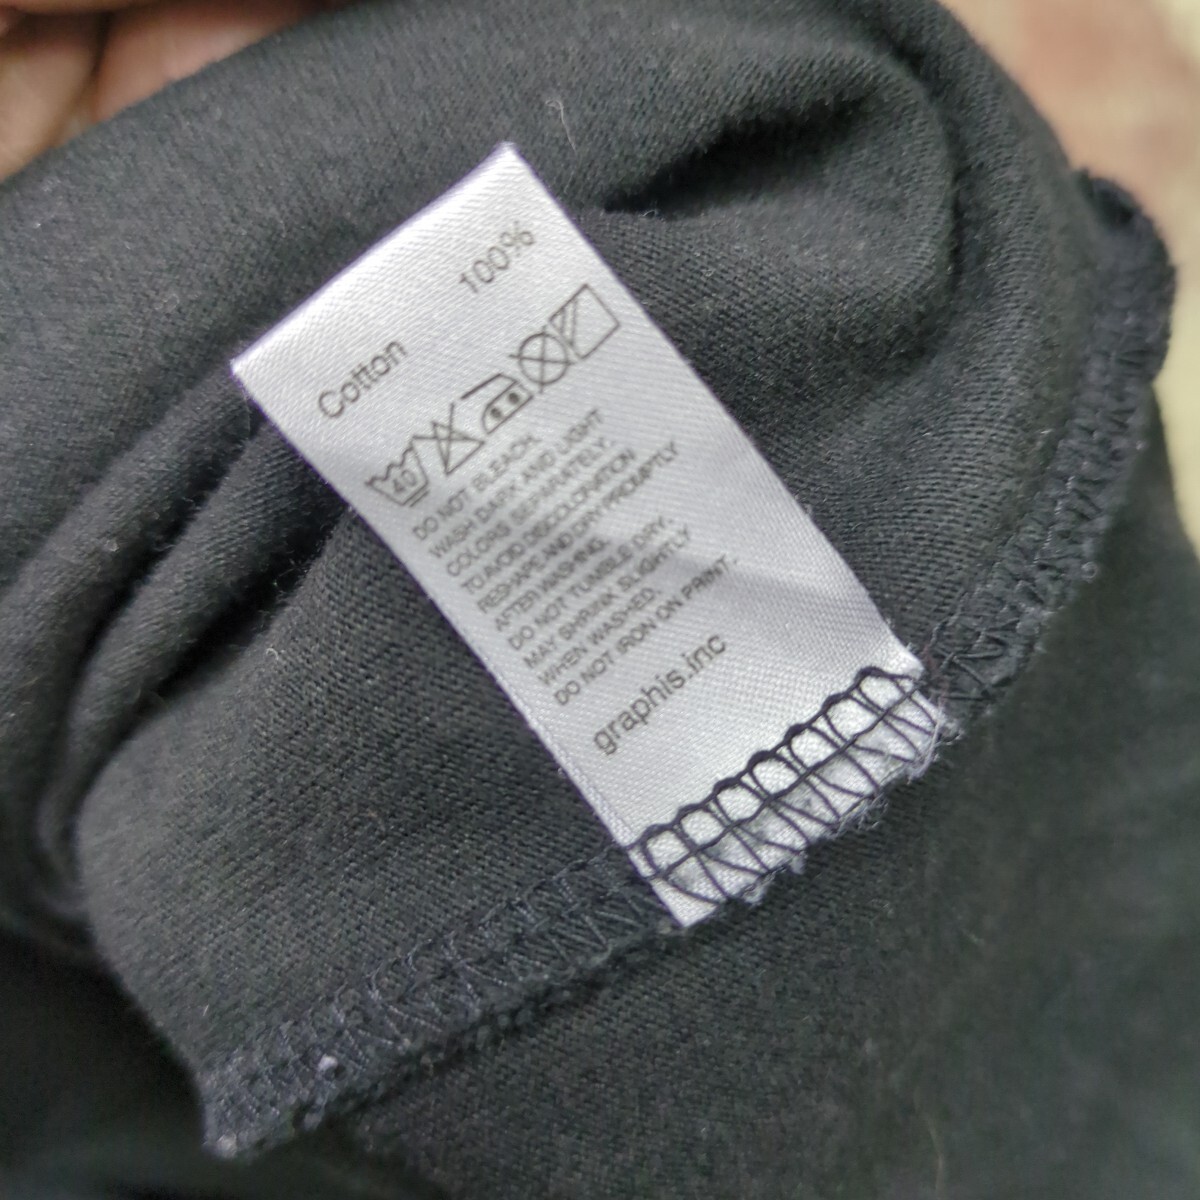 Cotton 100%
40
DO NOT BLEACH.
WASH DARK AND LIGHT
COLORS SEPARATELY.
TO AVOID DISCOLORATION
RESHAPE AND DRY PROMPTLY
AFTER WASHING.
DO NOT TUMBLE DRY.
MAY SHRINK SLIGHTLY
WHEN WASHED.
DO NOT IRON ON PRINT.
graphis.inc